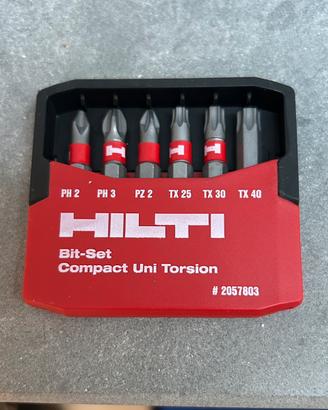 PH 2 PH 3 PZ 2 TX 25 TX 30 TX 40
HILTI
Bit-Set
Compact Uni Torsion
# 2057803